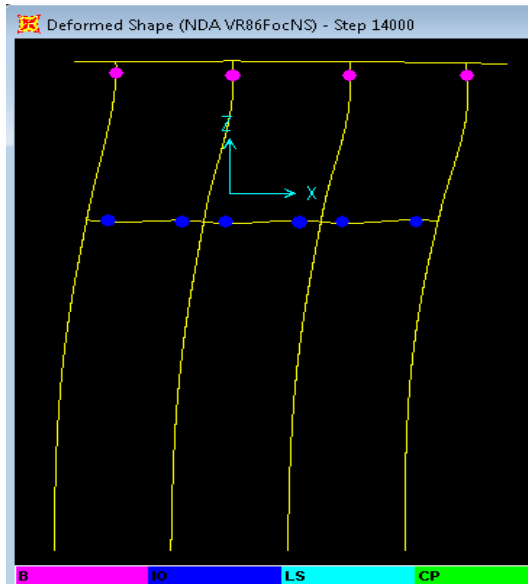 Deformed Shape (NDA VR86FocNS) - Step 14000
Z
X
B IO LS CP